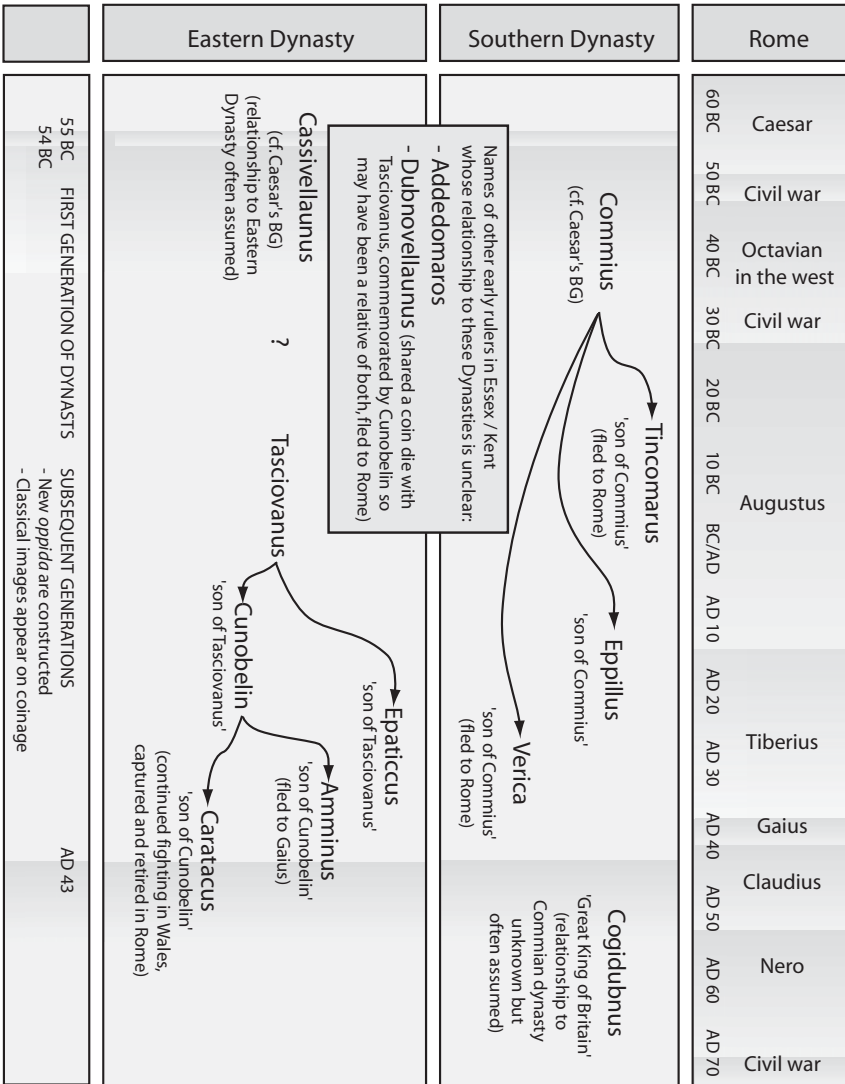 Eastern Dynasty
Southern Dynasty
Rome
60 BC
50 BC
40 BC
30 BC
20 BC
10 BC
BC/AD
AD 10
AD 20
AD 30
AD 40
AD 50
AD 60
AD 70
Caesar
Civil war
Octavian
in the west
Civil war
Augustus
Tiberius
Gaius
Claudius
Nero
Civil war
Commius
(cf. Caesar's BG)
Tincomarus
'son of Commius'
(fled to Rome)
Eppillus
'son of Commius'
Verica
'son of Commius'
(fled to Rome)
Cogidubnus
'Great King of Britain'
(relationship to
Commian dynasty
unknown but
often assumed)
Names of other early rulers in Essex / Kent
whose relationship to these Dynasties is unclear:
- Addedomaros
- Dubnovellaunus (shared a coin die with
Tasciovanus, commemorated by Cunobelin so
may have been a relative of both, fled to Rome)
Cassivellaunus
(cf. Caesar's BG)
(relationship to Eastern
Dynasty often assumed)
?
Tasciovanus
Epaticcus
'son of Tasciovanus'
Cunobelin
'son of Tasciovanus'
Amminus
'son of Cunobelin'
(fled to Gaius)
Caratacus
'son of Cunobelin'
(continued fighting in Wales,
captured and retired in Rome)
55 BC
54 BC
FIRST GENERATION OF DYNASTS
SUBSEQUENT GENERATIONS
- New oppida are constructed
- Classical images appear on coinage
AD 43